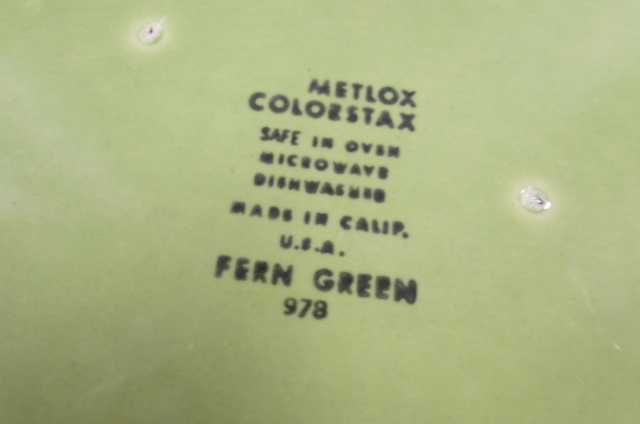 METLOX
COLORSTAX
SAFE IN OVEN
MICROWAVE
DISHWASHER
MADE IN CALIF.
U.S.A.
FERN GREEN
978